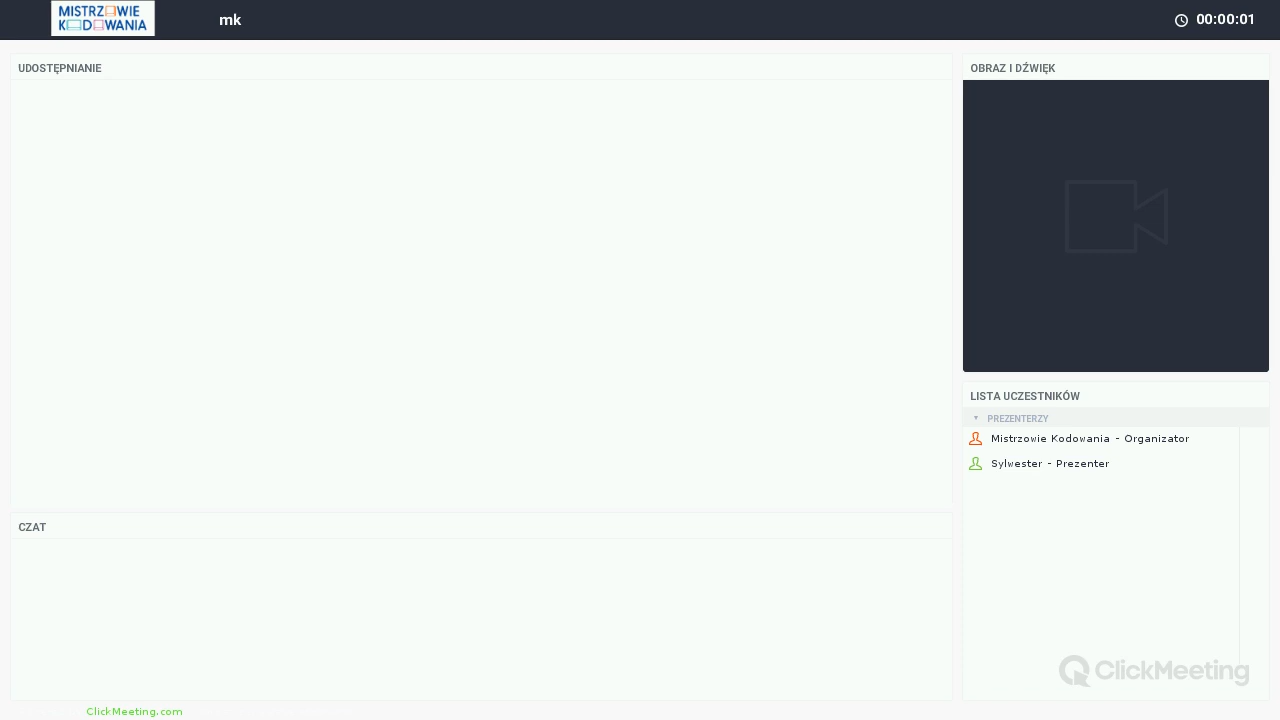 MISTRZOWIE KODOWANIA
mk
00:00:01
UDOSTĘPNIANIE
OBRAZ I DŹWIĘK
LISTA UCZESTNIKÓW
PREZENTERZY
Mistrzowie Kodowania - Organizator
Sylwester - Prezenter
CZAT
ClickMeeting
ClickMeeting.com